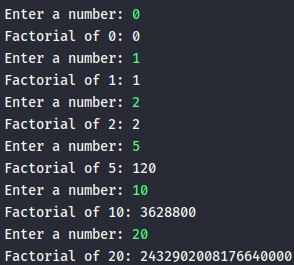 Enter a number: 0
Factorial of 0: 0
Enter a number: 1
Factorial of 1: 1
Enter a number: 2
Factorial of 2: 2
Enter a number: 5
Factorial of 5: 120
Enter a number: 10
Factorial of 10: 3628800
Enter a number: 20
Factorial of 20: 2432902008176640000